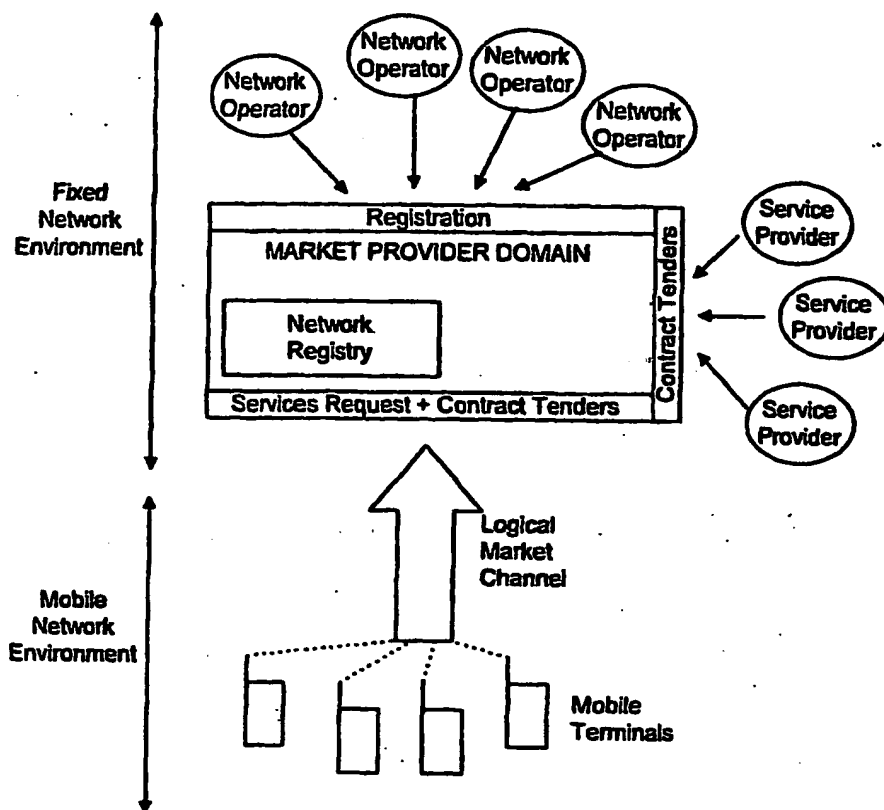 Network
Operator
Network
Operator
Network
Operator
Network
Operator
Fixed
Network
Environment
Registration
MARKET PROVIDER DOMAIN
Network
Registry
Services Request + Contract Tenders
Contract Tenders
Service
Provider
Service
Provider
Service
Provider
Logical
Market
Channel
Mobile
Network
Environment
Mobile
Terminals